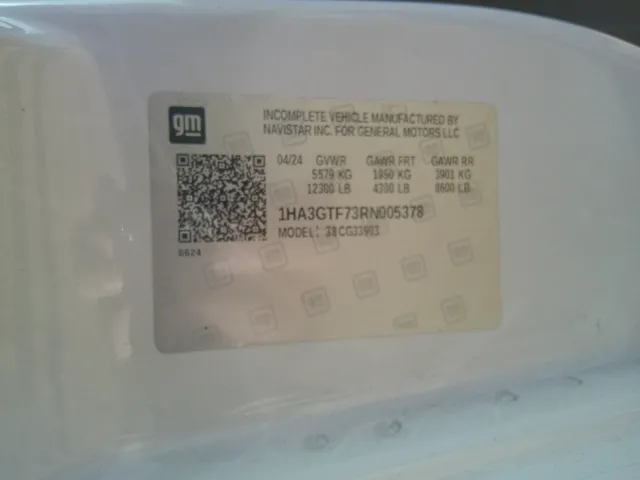 gm
INCOMPLETE VEHICLE MANUFACTURED BY
NAVISTAR INC. FOR GENERAL MOTORS LLC
04/24 GVWR GAWR FRT GAWR RR
5579 KG 1950 KG 3901 KG
12300 LB 4300 LB 8600 LB
1HA3GTF73RN005378
MODEL:
0624